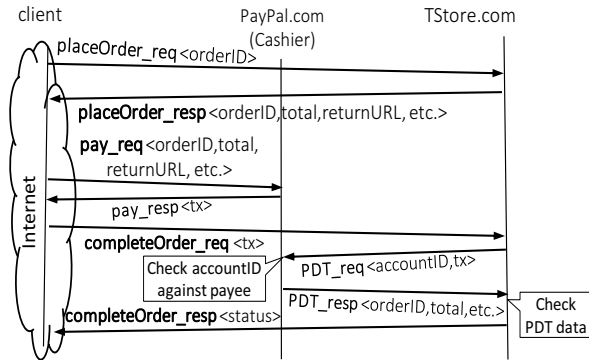 client PayPal.com TStore.com
(Cashier)
placeOrder_req <orderID>
placeOrder_resp <orderID,total,returnURL, etc.>
pay_req <orderID,total,
returnURL, etc.>
pay_resp <tx>
Internet
completeOrder_req <tx>
Check accountID
against payee
PDT_req <accountID,tx>
PDT_resp <orderID,total,etc.>
completeOrder_resp <status>
Check
PDT data